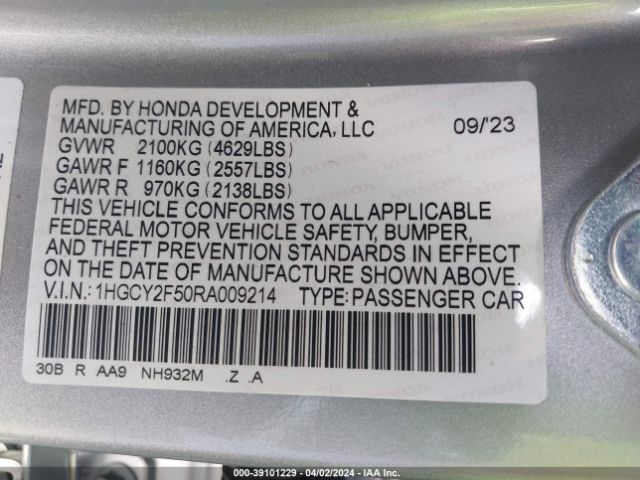 MFD. BY HONDA DEVELOPMENT &
MANUFACTURING OF AMERICA, LLC 09/'23
GVWR 2100KG (4629LBS)
GAWR F 1160KG (2557LBS)
GAWR R 970KG (2138LBS)
THIS VEHICLE CONFORMS TO ALL APPLICABLE
FEDERAL MOTOR VEHICLE SAFETY, BUMPER,
AND THEFT PREVENTION STANDARDS IN EFFECT
ON THE DATE OF MANUFACTURE SHOWN ABOVE.
V.I.N.: 1HGCY2F50RA009214 TYPE: PASSENGER CAR
30B R AA9 NH932M .Z .A
000-39101229 - 04/02/2024 - IAAI.COM